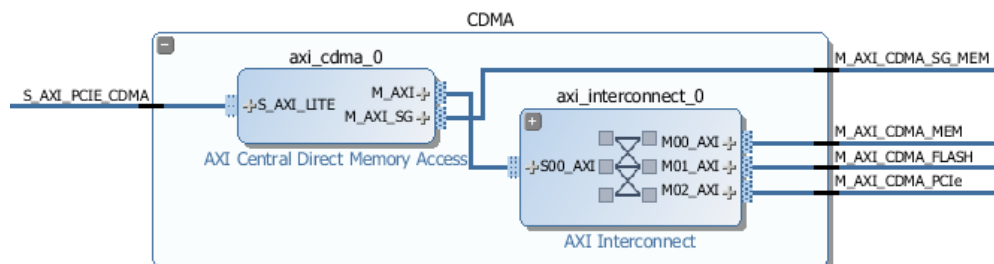 CDMA
axi_cdma_0
S_AXI_PCIE_CDMA
S_AXI_LITE
M_AXI
M_AXI_SG
AXI Central Direct Memory Access
axi_interconnect_0
S00_AXI
M00_AXI
M01_AXI
M02_AXI
AXI Interconnect
M_AXI_CDMA_SG_MEM
M_AXI_CDMA_MEM
M_AXI_CDMA_FLASH
M_AXI_CDMA_PCIe